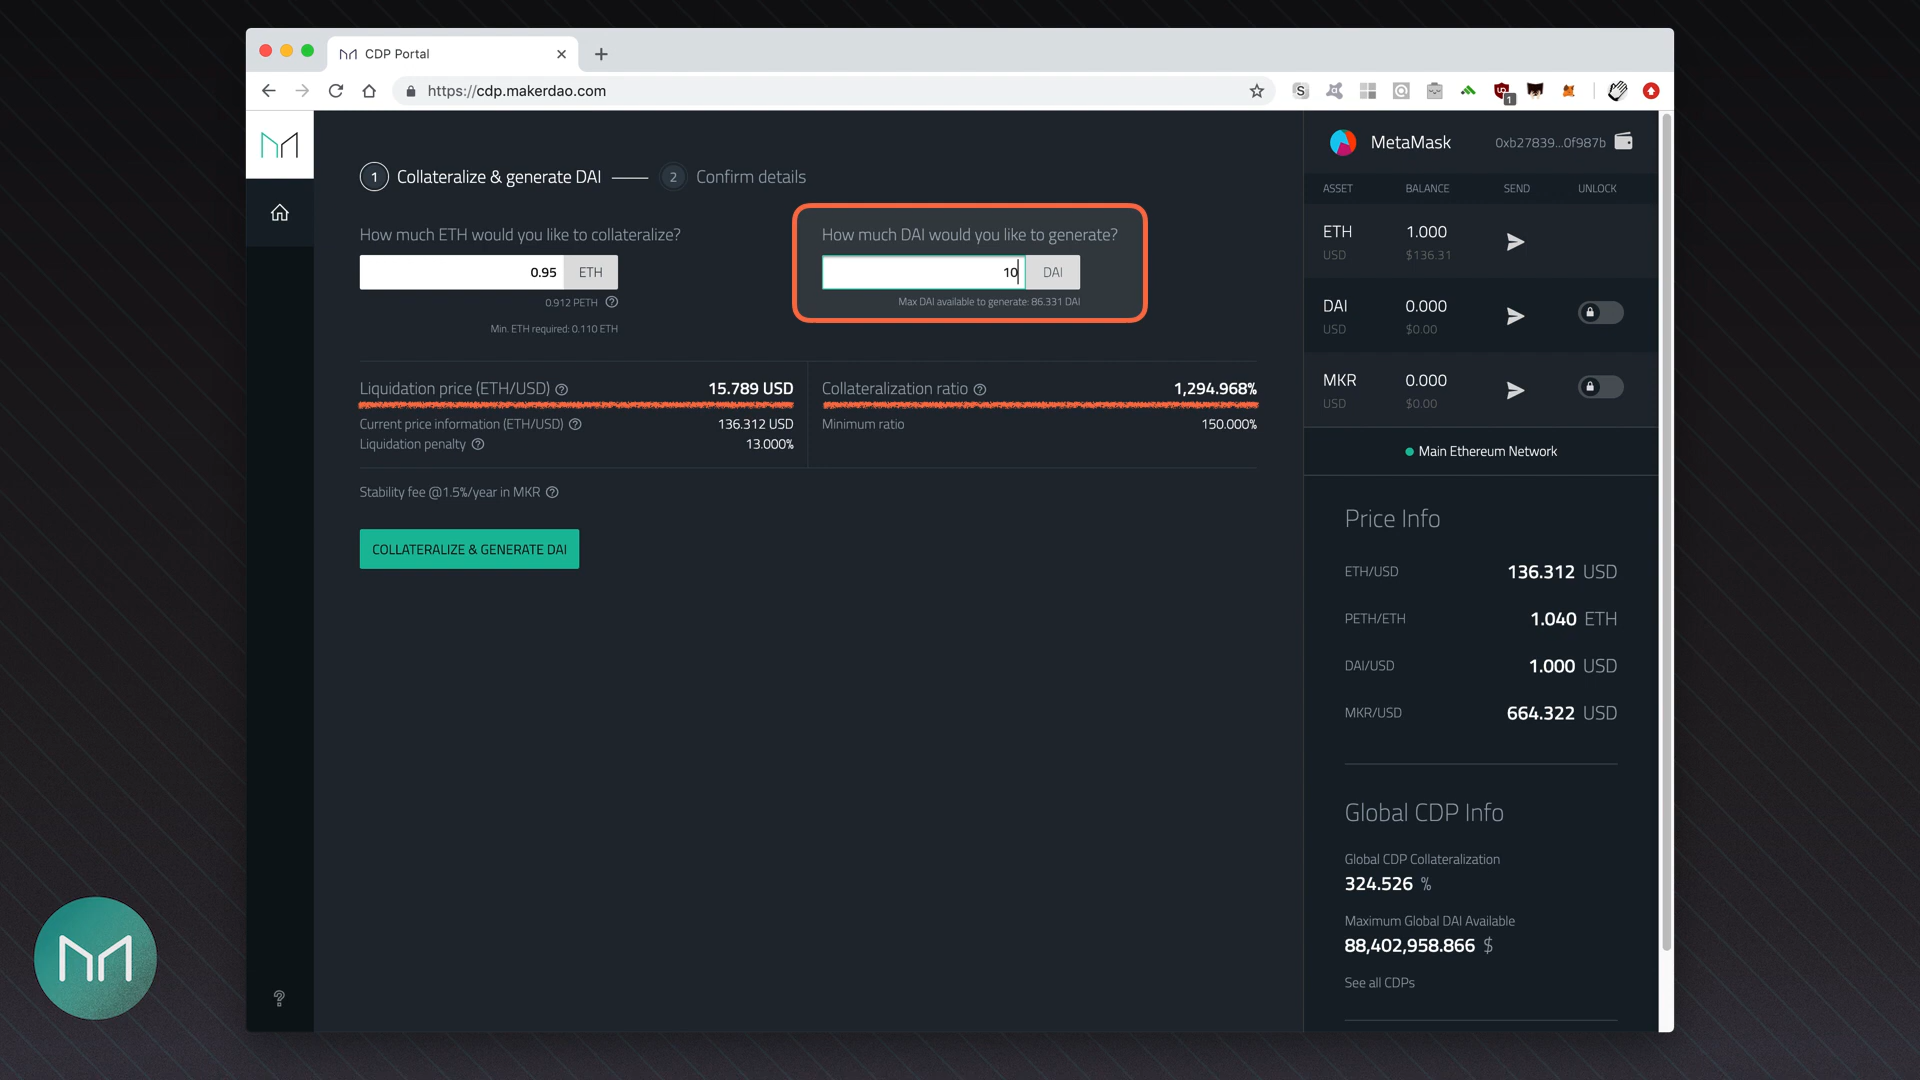 CDP Portal
https://cdp.makerdao.com
S
1
1 Collateralize & generate DAI
2 Confirm details
How much ETH would you like to collateralize?
0.95 ETH
0.912 PETH ?
Min. ETH required: 0.110 ETH
How much DAI would you like to generate?
10 DAI
Max DAI available to generate: 86.331 DAI
Liquidation price (ETH/USD) ? 15.789 USD
Current price information (ETH/USD) ? 136.312 USD
Liquidation penalty ? 13.000%
Collateralization ratio ? 1,294.968%
Minimum ratio 150.000%
Stability fee @1.5%/year in MKR ?
COLLATERALIZE & GENERATE DAI
?
MetaMask 0xb27839...0f987b
ASSET BALANCE SEND UNLOCK
ETH 1.000
USD $136.31
DAI 0.000
USD $0.00
MKR 0.000
USD $0.00
Main Ethereum Network
Price Info
ETH/USD 136.312 USD
PETH/ETH 1.040 ETH
DAI/USD 1.000 USD
MKR/USD 664.322 USD
Global CDP Info
Global CDP Collateralization
324.526 %
Maximum Global DAI Available
88,402,958.866 $
See all CDPs